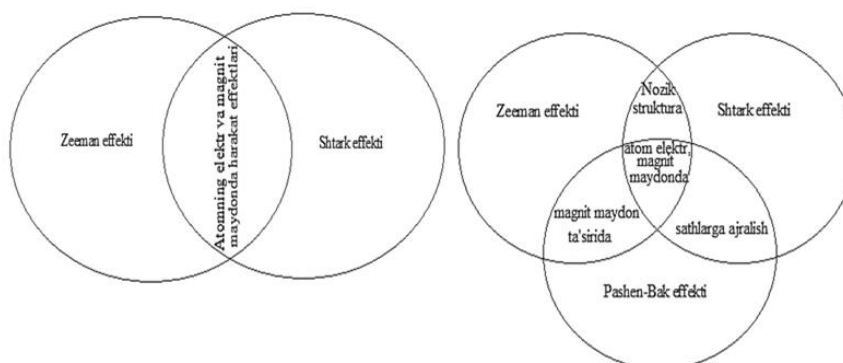 Zeeman effekti
Atomning elektr va magnit
maydonda harakat effektlari
Shtark effekti
Zeeman effekti
Nozik
struktura
Shtark effekti
atom elektr,
magnit
maydonda
magnit maydon
ta'sirida
sathlarga ajralish
Pashen-Bak effekti